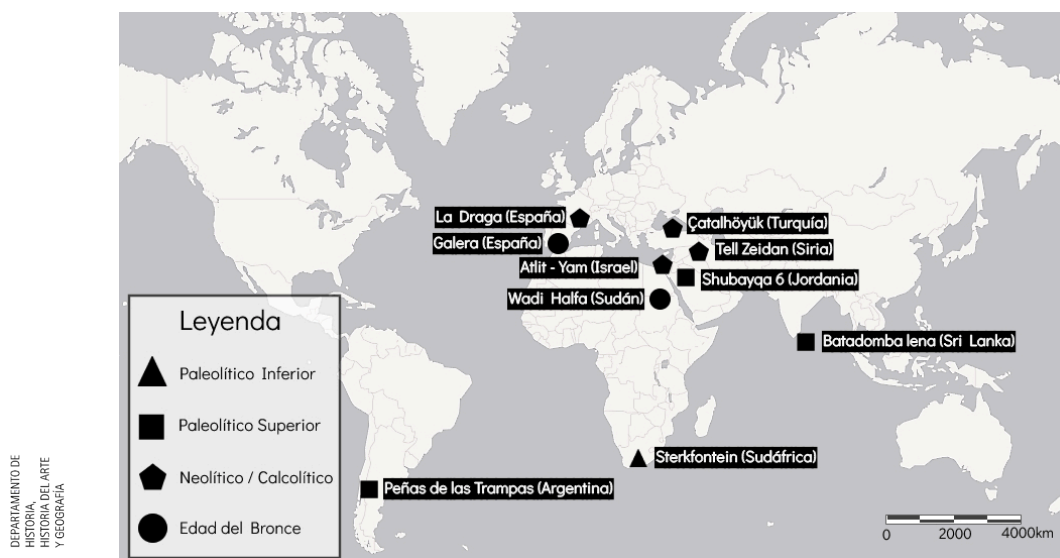 La Draga (España)
Çatalhöyük (Turquía)
Galera (España)
Tell Zeidan (Siria)
Atlit - Yam (Israel)
Shubayqa 6 (Jordania)
Wadi Halfa (Sudán)
Batadomba lena (Sri Lanka)
Sterkfontein (Sudáfrica)
Peñas de las Trampas (Argentina)
Leyenda
Paleolítico Inferior
Paleolítico Superior
Neolítico / Calcolítico
Edad del Bronce
0 2000 4000km
DEPARTAMENTO DE
HISTORIA,
HISTORIA DEL ARTE
Y GEOGRAFÍA